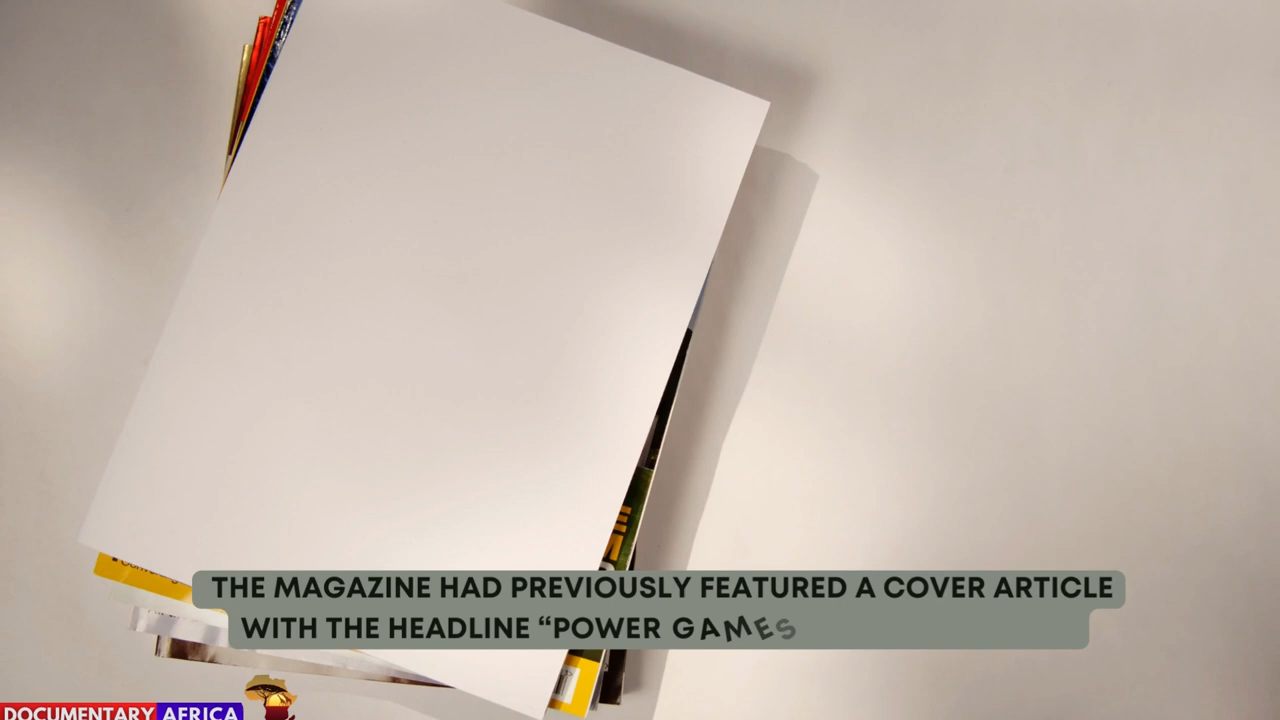 THE MAGAZINE HAD PREVIOUSLY FEATURED A COVER ARTICLE
WITH THE HEADLINE “POWER GAMES
DOCUMENTARY AFRICA